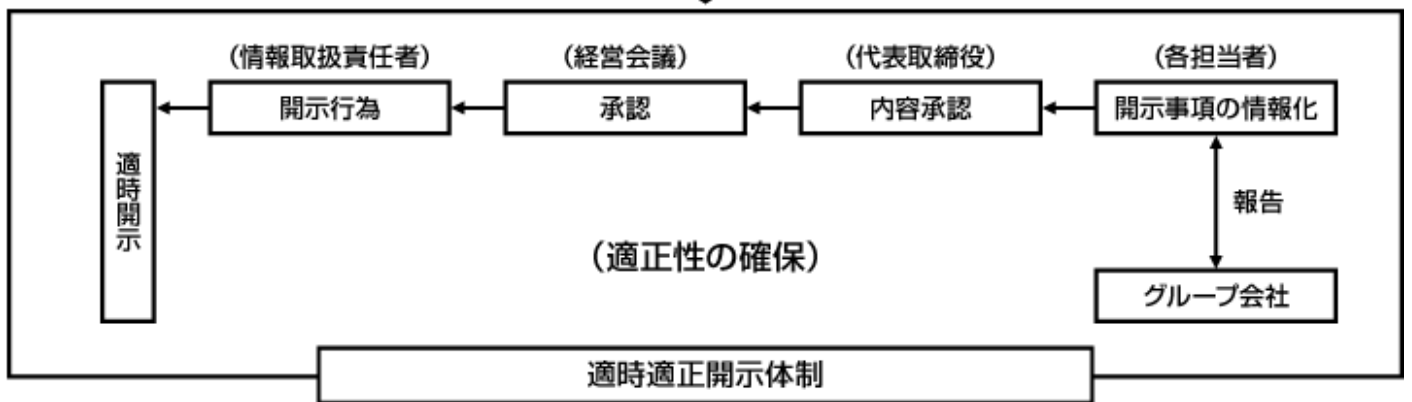 (情報取扱責任者)
(経営会議)
(代表取締役)
(各担当者)
開示行為
承認
内容承認
開示事項の情報化
適時開示
報告
(適正性の確保)
グループ会社
適時適正開示体制